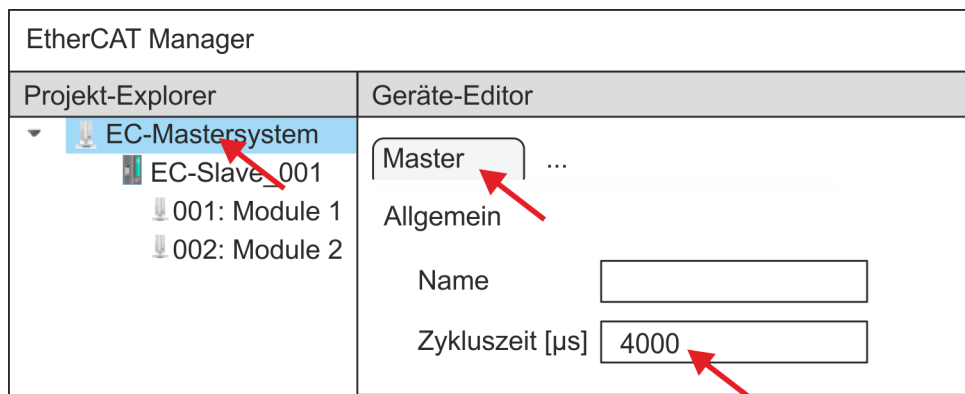 EtherCAT Manager
Projekt-Explorer
Geräte-Editor
EC-Mastersystem
EC-Slave_001
001: Module 1
002: Module 2
Master ...
Allgemein
Name
Zykluszeit [µs] 4000